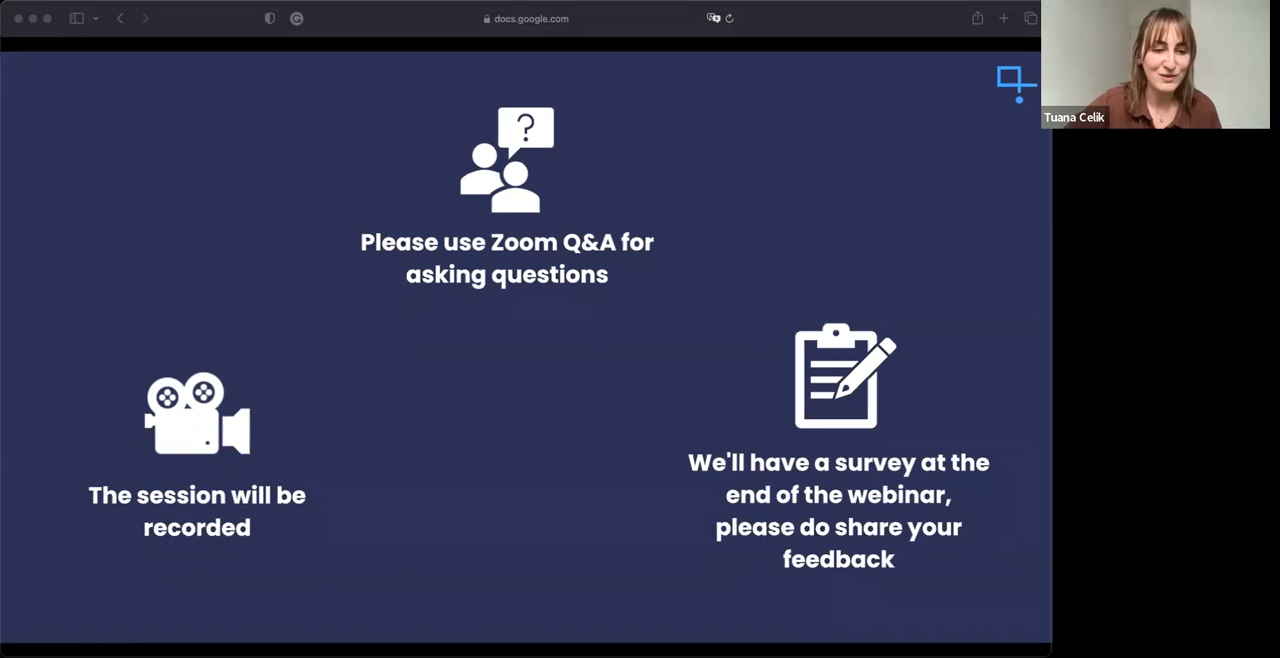 docs.google.com
Tuana Celik
?
Please use Zoom Q&A for
asking questions
The session will be
recorded
We'll have a survey at the
end of the webinar,
please do share your
feedback